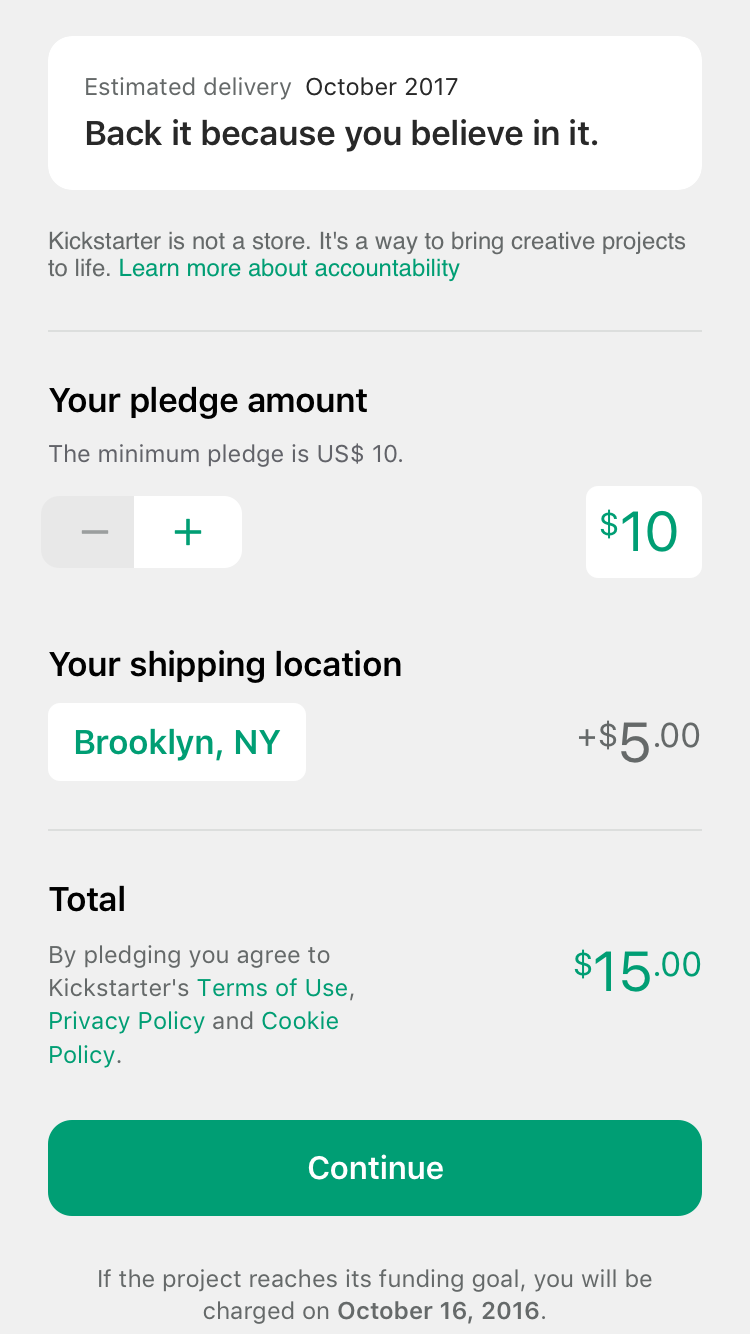 Estimated delivery October 2017
Back it because you believe in it.
Kickstarter is not a store. It's a way to bring creative projects
to life. Learn more about accountability
Your pledge amount
The minimum pledge is US$ 10.
− + $10
Your shipping location
Brooklyn, NY +$5.00
Total
By pledging you agree to
Kickstarter's Terms of Use,
Privacy Policy and Cookie
Policy.
$15.00
Continue
If the project reaches its funding goal, you will be
charged on October 16, 2016.